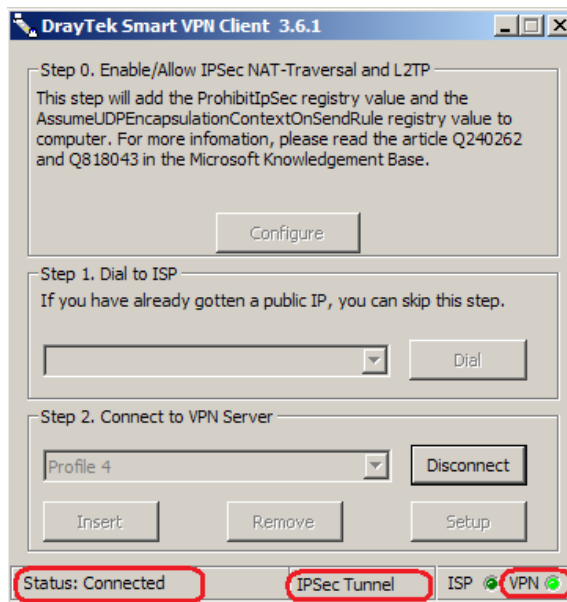 DrayTek Smart VPN Client 3.6.1
Step 0. Enable/Allow IPSec NAT-Traversal and L2TP
This step will add the ProhibitIpSec registry value and the
AssumeUDPEncapsulationContextOnSendRule registry value to
computer. For more infomation, please read the article Q240262
and Q818043 in the Microsoft Knowledgement Base.
Configure
Step 1. Dial to ISP
If you have already gotten a public IP, you can skip this step.
Dial
Step 2. Connect to VPN Server
Profile 4
Disconnect
Insert
Remove
Setup
Status: Connected
IPSec Tunnel
ISP
VPN